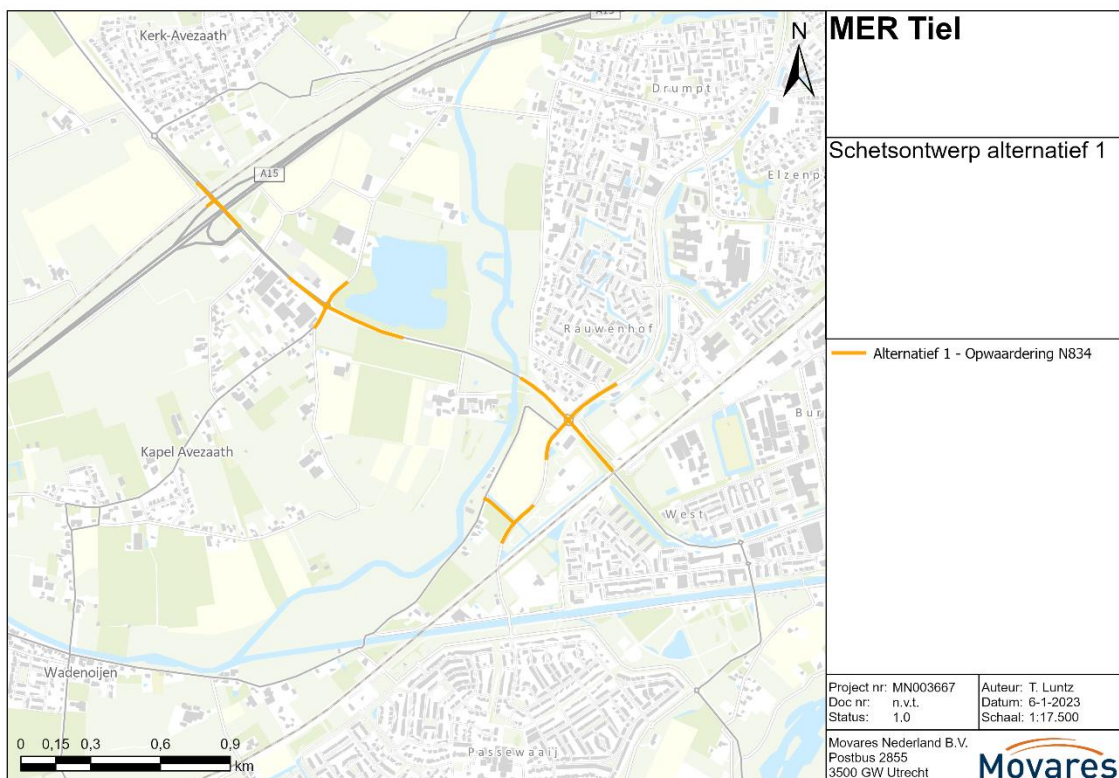 MER Tiel
Schetsontwerp alternatief 1
Alternatief 1 - Opwaardering N834
Project nr: MN003667
Doc nr: n.v.t.
Status: 1.0
Auteur: T. Luntz
Datum: 6-1-2023
Schaal: 1:17.500
Movares Nederland B.V.
Postbus 2855
3500 GW Utrecht
Movares
N
Kerk-Avezaath
A15
A15
Drumpt
Elzenp
Rauwenhof
Bur
Kapel Avezaath
West
Wadenoijen
Passewaaij
0 0,15 0,3 0,6 0,9
km